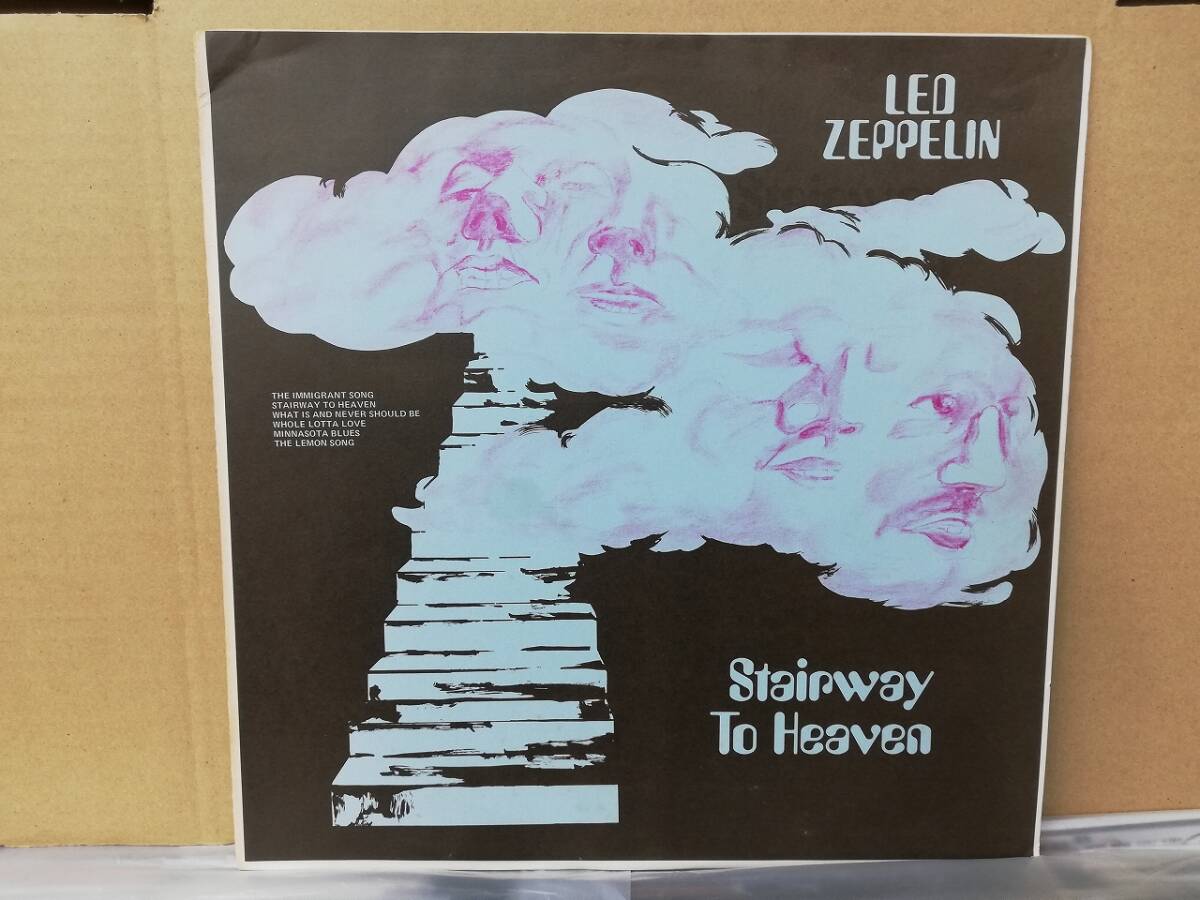 LED
ZEPPELIN
THE IMMIGRANT SONG
STAIRWAY TO HEAVEN
WHAT IS AND NEVER SHOULD BE
WHOLE LOTTA LOVE
MINNASOTA BLUES
THE LEMON SONG
Stairway
To Heaven